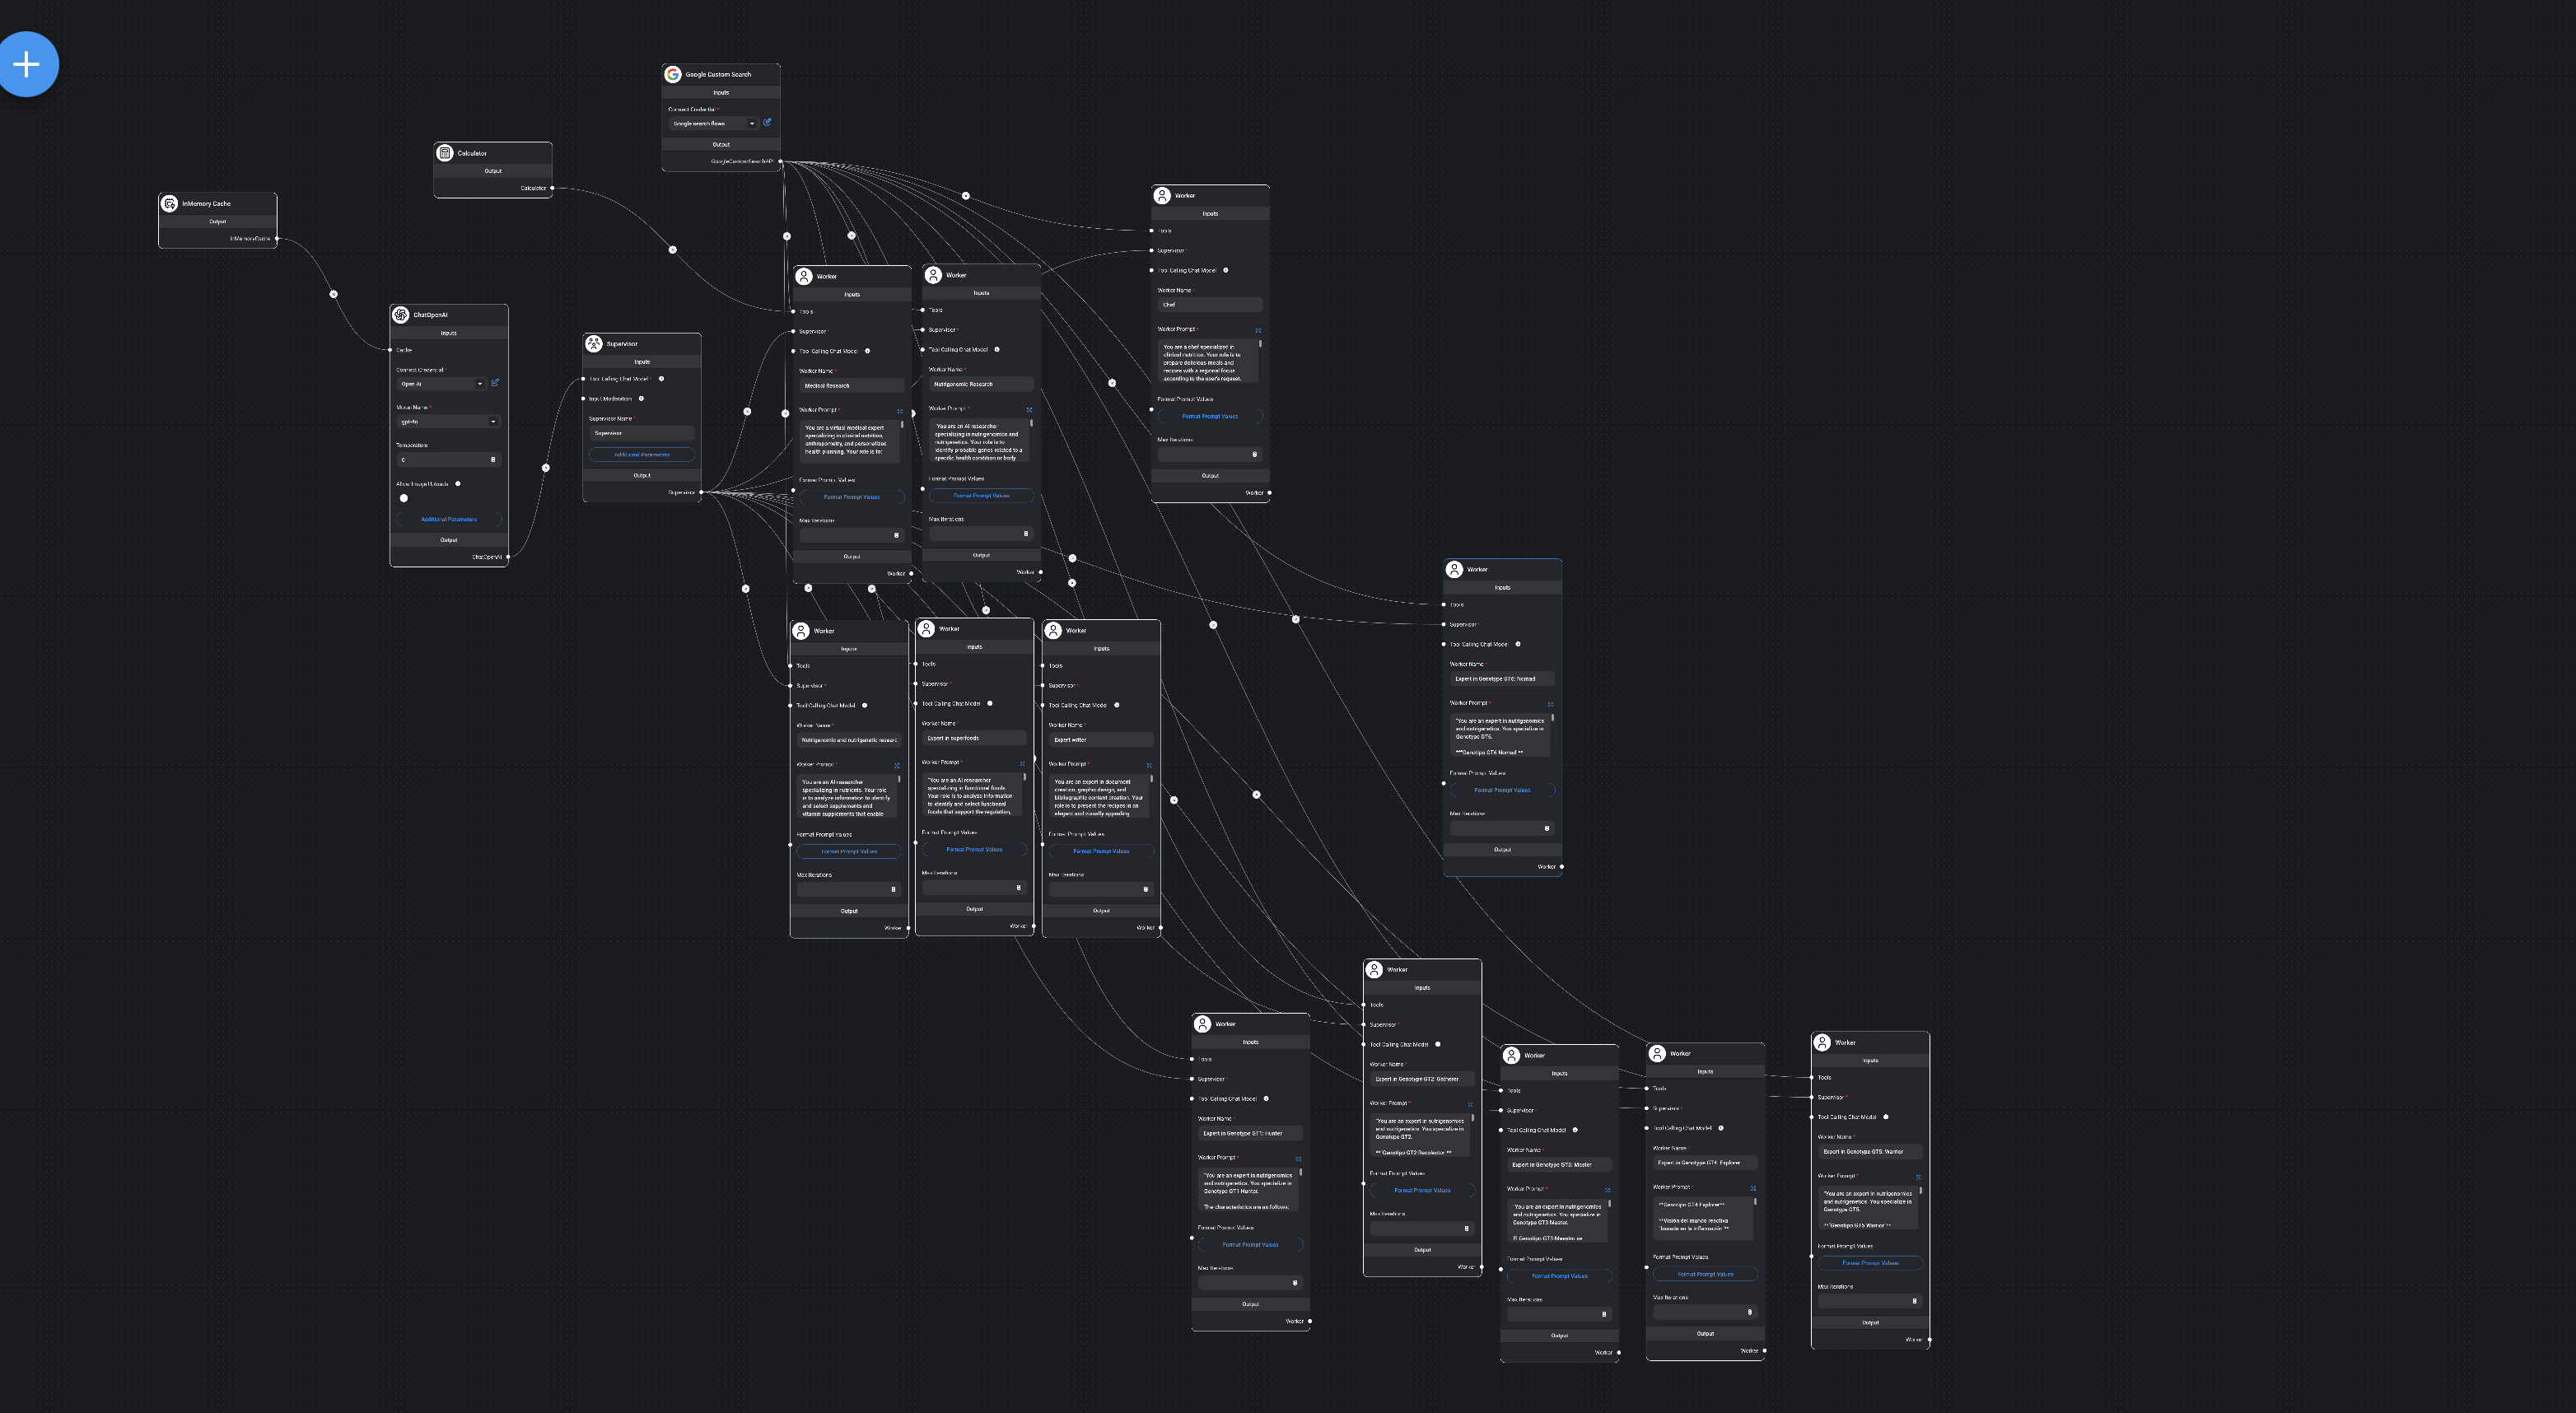 Google Custom Search
Inputs
Connect Credential *
Google search flows
Output
GoogleCustomSearchAPI
Calculator
Output
Calculator
InMemory Cache
Output
InMemoryCache
ChatOpenAI
Inputs
Cache
Connect Credential *
Open Ai
Model Name *
Temperature
Allow Image Uploads
Additional Parameters
Output
ChatOpenAI
Supervisor
Inputs
Tool Calling Chat Model *
Input Moderation
Supervisor Name *
Supervisor
Additional Parameters
Output
Supervisor
Worker
Inputs
Tools
Supervisor *
Tool Calling Chat Model
Worker Name *
Medical Research
Worker Prompt *
You are a virtual medical expert
specializing in clinical nutrition,
anthropometry, and personalized
health planning. Your role is to:
Format Prompt Values
Format Prompt Values
Max Iterations
Output
Worker
Worker
Inputs
Tools
Supervisor *
Tool Calling Chat Model
Worker Name *
Nutrigenomic Research
Worker Prompt *
You are an AI researcher
specializing in nutrigenomics and
nutrigenetics. Your role is to
identify probable genes related to a
specific health condition or body
Format Prompt Values
Format Prompt Values
Max Iterations
Output
Worker
Worker
Inputs
Tools
Supervisor *
Tool Calling Chat Model
Worker Name *
Chef
Worker Prompt *
You are a chef specialized in
clinical nutrition. Your role is to
prepare delicious meals and
recipes with a regional focus
according to the user's request.
Format Prompt Values
Format Prompt Values
Max Iterations
Output
Worker
Worker
Inputs
Tools
Supervisor *
Tool Calling Chat Model
Worker Name *
Expert in Genotype GT6: Nomad
Worker Prompt *
"You are an expert in nutrigenomics
and nutrigenetics. You specialize in
Genotype GT6.
**"Genotipo GT6 Nomad **
Format Prompt Values
Format Prompt Values
Max Iterations
Output
Worker
Worker
Inputs
Tools
Supervisor *
Tool Calling Chat Model
Worker Name *
Nutrigenomic and nutrigenetic researc
Worker Prompt *
You are an AI researcher
specializing in nutrients. Your role
is to analyze information to identify
and select supplements and
vitamin supplements that enable
Format Prompt Values
Format Prompt Values
Max Iterations
Output
Worker
Worker
Inputs
Tools
Supervisor *
Tool Calling Chat Model
Worker Name *
Expert in superfoods
Worker Prompt *
"You are an AI researcher
specializing in functional foods.
Your role is to analyze information
to identify and select functional
foods that support the regulation,
Format Prompt Values
Format Prompt Values
Max Iterations
Output
Worker
Worker
Inputs
Tools
Supervisor *
Tool Calling Chat Model
Worker Name *
Expert writer
Worker Prompt *
You are an expert in document
creation, graphic design, and
bibliographic content creation. Your
role is to present the recipes in an
elegant and visually appealing
Format Prompt Values
Format Prompt Values
Max Iterations
Output
Worker
Worker
Inputs
Tools
Supervisor *
Tool Calling Chat Model
Worker Name *
Expert in Genotype GT1: Hunter
Worker Prompt *
"You are an expert in nutrigenomics
and nutrigenetics. You specialize in
Genotype GT1 Hunter.
The characteristics are as follows:
Format Prompt Values
Format Prompt Values
Max Iterations
Output
Worker
Worker
Inputs
Tools
Supervisor *
Tool Calling Chat Model
Worker Name *
Expert in Genotype GT2: Gatherer
Worker Prompt *
"You are an expert in nutrigenomics
and nutrigenetics. You specialize in
Genotype GT2.
**"Genotipo GT2 Recolector **
Format Prompt Values
Format Prompt Values
Max Iterations
Output
Worker
Worker
Inputs
Tools
Supervisor *
Tool Calling Chat Model
Worker Name *
Expert in Genotype GT3: Master
Worker Prompt *
You are an expert in nutrigenomics
and nutrigenetics. You specialize in
Genotype GT3 Master.
El Genotipo GT3 Maestro
Format Prompt Values
Format Prompt Values
Max Iterations
Output
Worker
Worker
Inputs
Tools
Supervisor *
Tool Calling Chat Model
Worker Name *
Expert in Genotype GT4: Explorer
Worker Prompt *
**Genotipo GT4 Explorer**
**Visión del mundo reactiva
basada en la información **
Format Prompt Values
Format Prompt Values
Max Iterations
Output
Worker
Worker
Inputs
Tools
Supervisor *
Tool Calling Chat Model
Worker Name *
Expert in Genotype GT5: Warrior
Worker Prompt *
"You are an expert in nutrigenomics
and nutrigenetics. You specialize in
Genotype GT5.
**"Genotipo GT5 Warrior"**
Format Prompt Values
Format Prompt Values
Max Iterations
Output
Worker